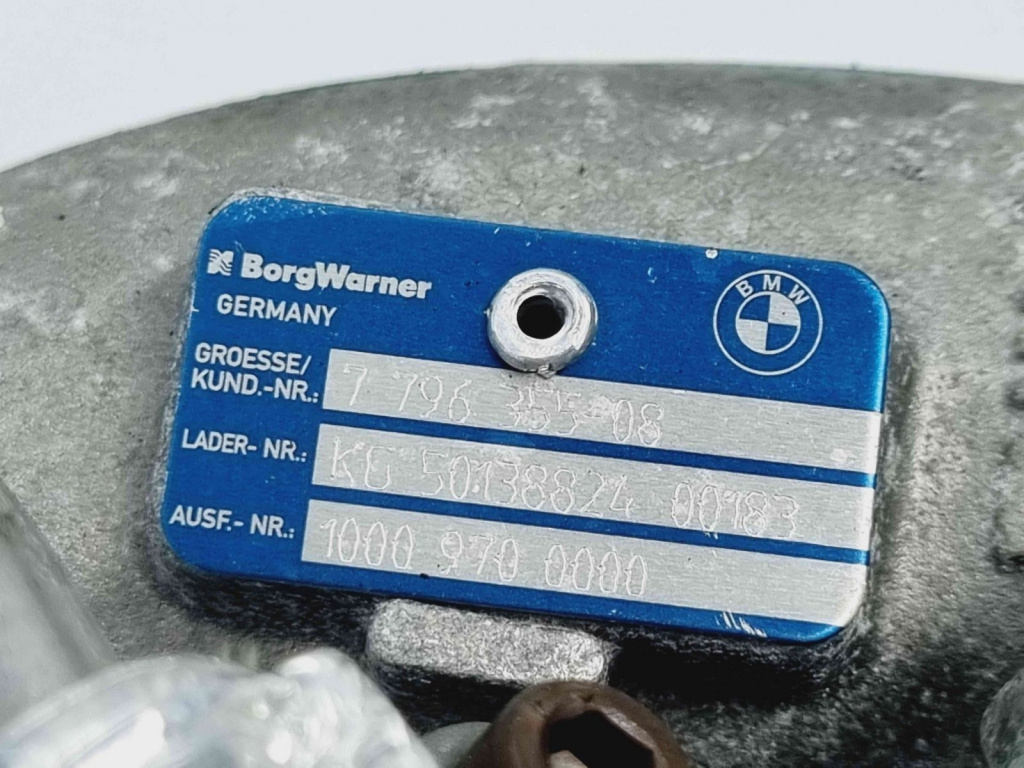 BorgWarner
GERMANY
BMW
GROESSE/
KUND.-NR.: 7 796 355-08
LADER- NR.: KG 50138824 00183
AUSF.- NR.: 1000 970 0000